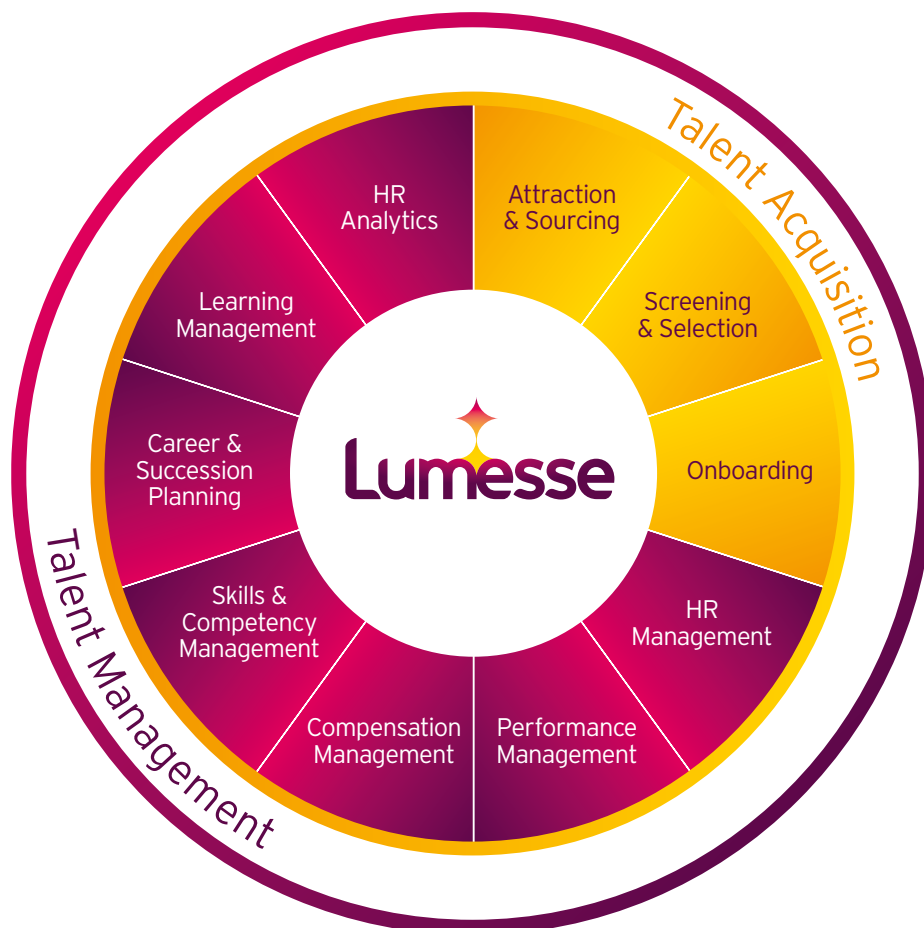 Talent Acquisition
Attraction
& Sourcing
Screening
& Selection
Onboarding
HR
Management
Performance
Management
Compensation
Management
Skills &
Competency
Management
Career &
Succession
Planning
Learning
Management
HR
Analytics
Talent Management
Lumesse